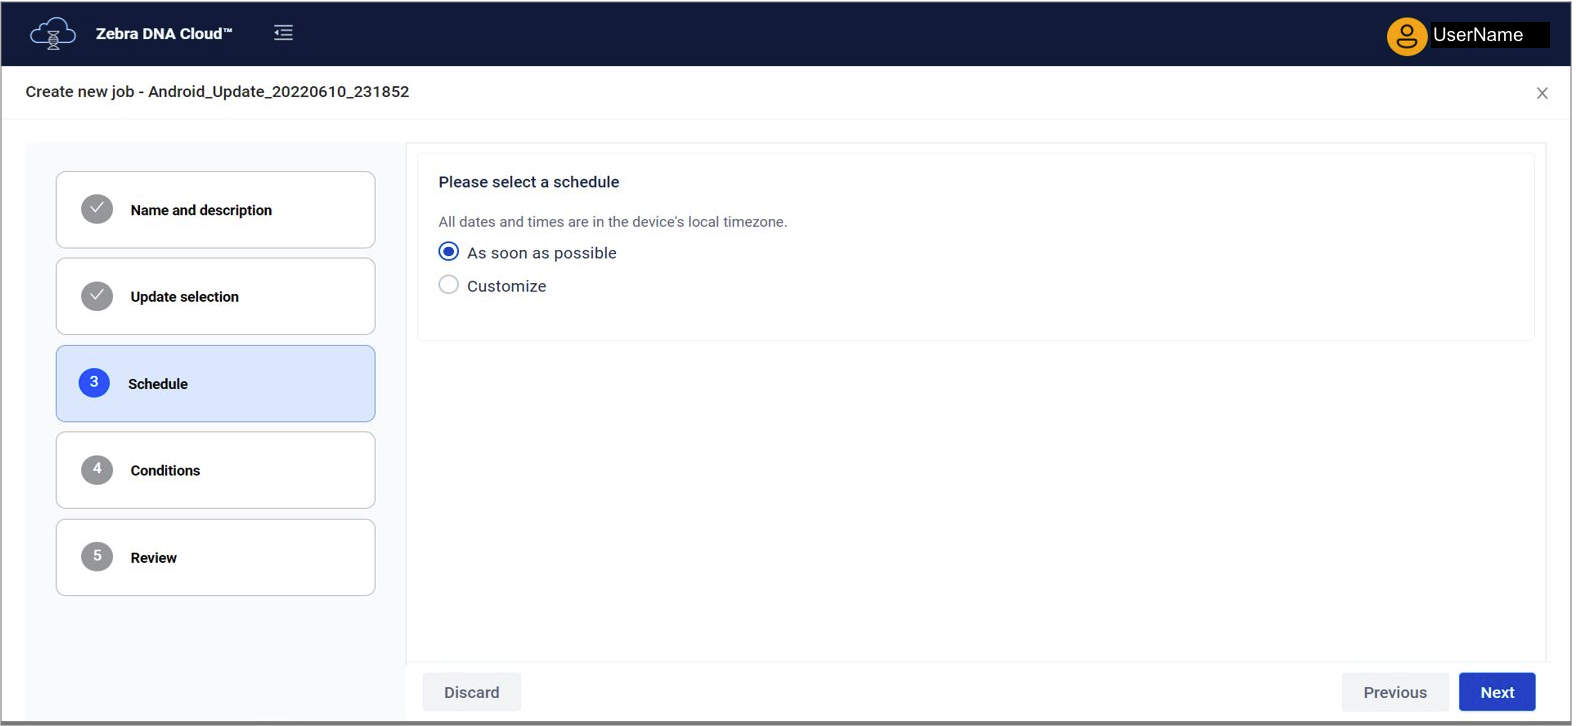 Zebra DNA Cloud™
UserName
Create new job - Android_Update_20220610_231852
Name and description
Update selection
3 Schedule
4 Conditions
5 Review
Please select a schedule
All dates and times are in the device's local timezone.
As soon as possible
Customize
Discard
Previous
Next